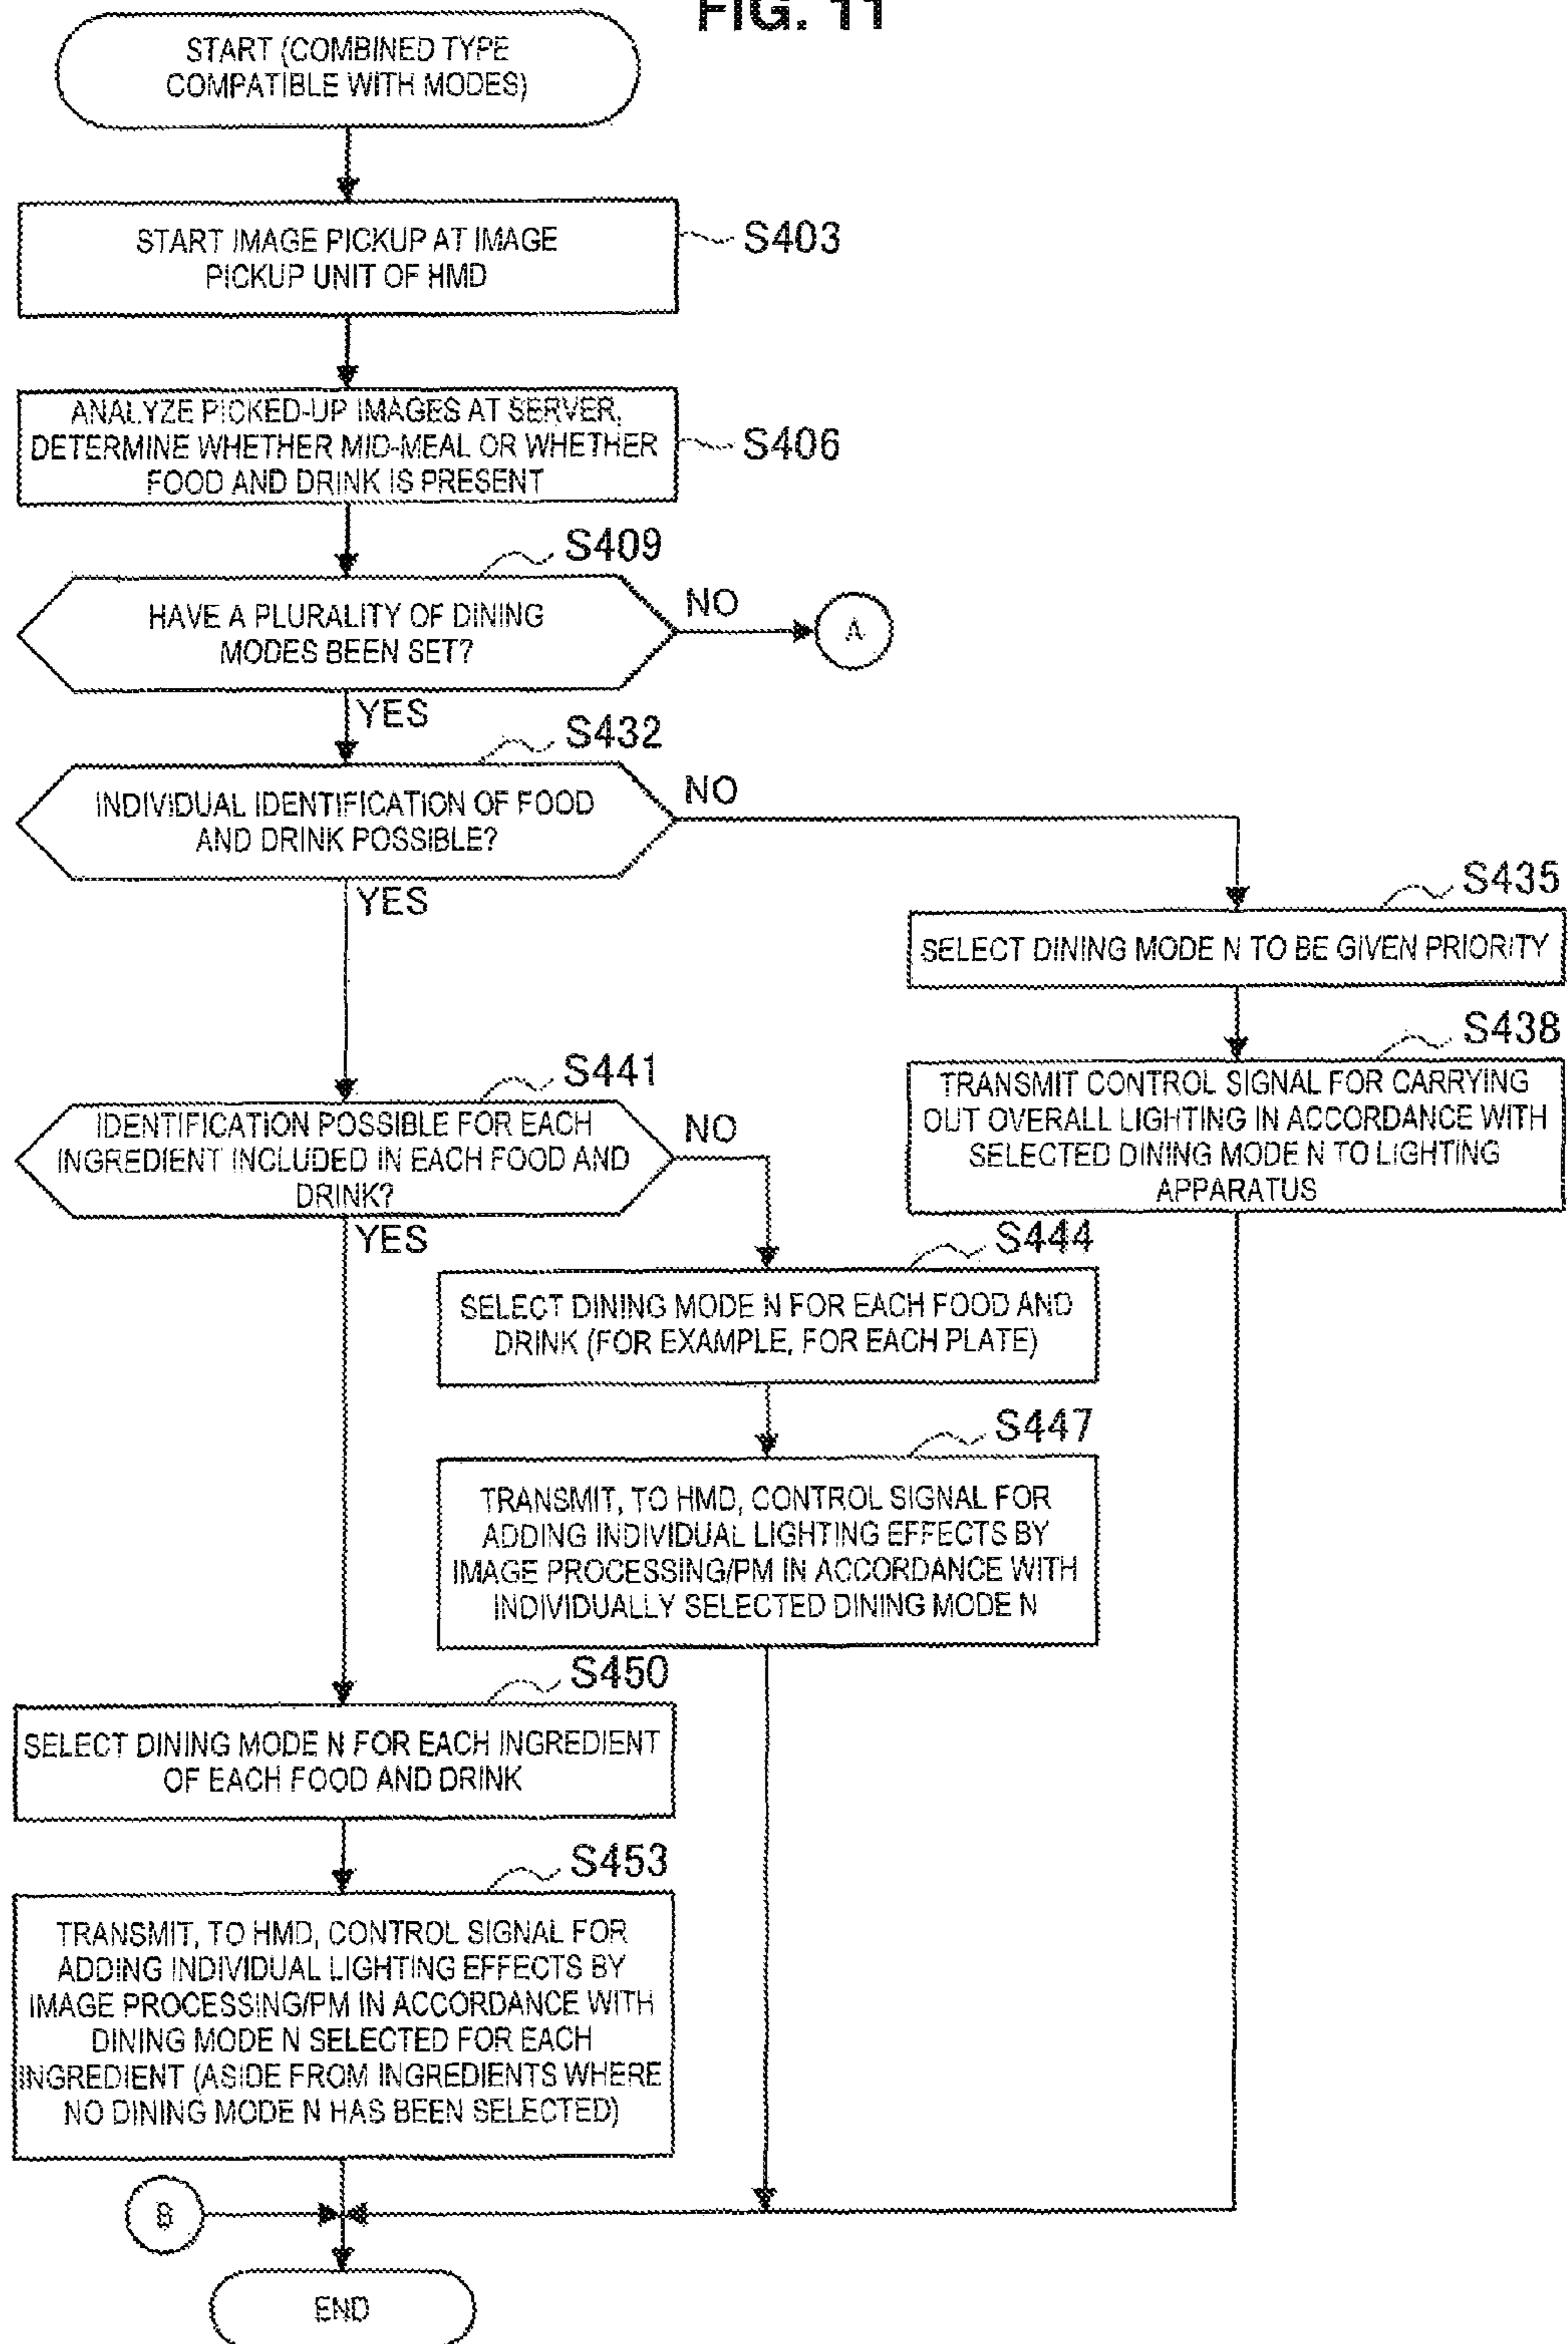 FIG. 11
START (COMBINED TYPE
COMPATIBLE WITH MODES)
START IMAGE PICKUP AT IMAGE
PICKUP UNIT OF HMD
S403
ANALYZE PICKED-UP IMAGES AT SERVER,
DETERMINE WHETHER MID-MEAL OR WHETHER
FOOD AND DRINK IS PRESENT
S406
S409
HAVE A PLURALITY OF DINING
MODES BEEN SET?
NO
A
YES
S432
INDIVIDUAL IDENTIFICATION OF FOOD
AND DRINK POSSIBLE?
NO
YES
S435
SELECT DINING MODE N TO BE GIVEN PRIORITY
S438
TRANSMIT CONTROL SIGNAL FOR CARRYING
OUT OVERALL LIGHTING IN ACCORDANCE WITH
SELECTED DINING MODE N TO LIGHTING
APPARATUS
S441
IDENTIFICATION POSSIBLE FOR EACH
INGREDIENT INCLUDED IN EACH FOOD AND
DRINK?
NO
YES
S444
SELECT DINING MODE N FOR EACH FOOD AND
DRINK (FOR EXAMPLE, FOR EACH PLATE)
S447
TRANSMIT, TO HMD, CONTROL SIGNAL FOR
ADDING INDIVIDUAL LIGHTING EFFECTS BY
IMAGE PROCESSING/PM IN ACCORDANCE WITH
INDIVIDUALLY SELECTED DINING MODE N
S450
SELECT DINING MODE N FOR EACH INGREDIENT
OF EACH FOOD AND DRINK
S453
TRANSMIT, TO HMD, CONTROL SIGNAL FOR
ADDING INDIVIDUAL LIGHTING EFFECTS BY
IMAGE PROCESSING/PM IN ACCORDANCE WITH
DINING MODE N SELECTED FOR EACH
INGREDIENT (ASIDE FROM INGREDIENTS WHERE
NO DINING MODE N HAS BEEN SELECTED)
B
END